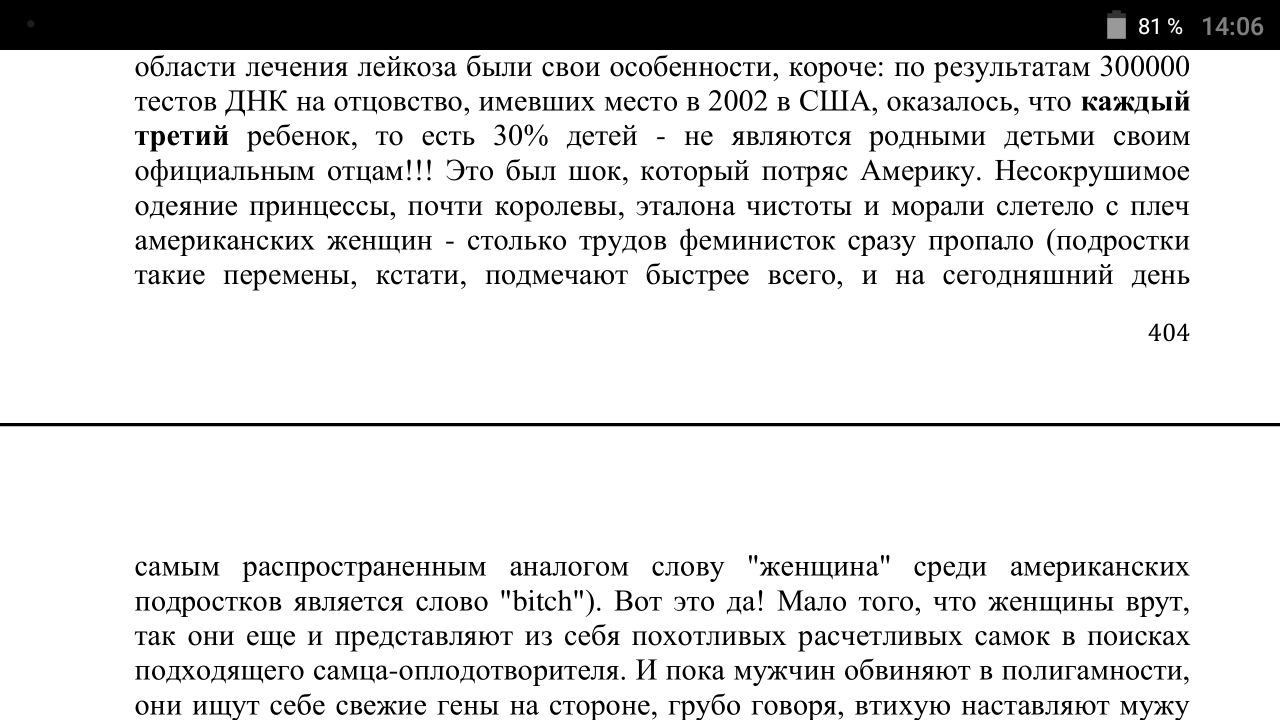 81 % 14:06
области лечения лейкоза были свои особенности, короче: по результатам 300000
тестов ДНК на отцовство, имевших место в 2002 в США, оказалось, что каждый
третий ребенок, то есть 30% детей - не являются родными детьми своим
официальным отцам!!! Это был шок, который потряс Америку. Несокрушимое
одеяние принцессы, почти королевы, эталона чистоты и морали слетело с плеч
американских женщин - столько трудов феминисток сразу пропало (подростки
такие перемены, кстати, подмечают быстрее всего, и на сегодняшний день
404
самым распространенным аналогом слову "женщина" среди американских
подростков является слово "bitch"). Вот это да! Мало того, что женщины врут,
так они еще и представляют из себя похотливых расчетливых самок в поисках
подходящего самца-оплодотворителя. И пока мужчин обвиняют в полигамности,
они ищут себе свежие гены на стороне, грубо говоря, втихую наставляют мужу